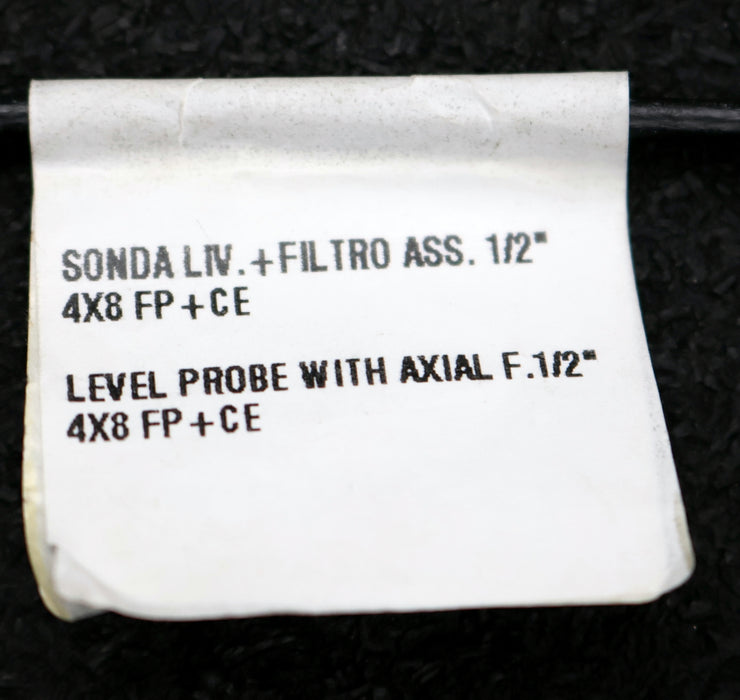 SONDA LIV.+FILTRO ASS. 1/2"
4X8 FP+CE
LEVEL PROBE WITH AXIAL F.1/2"
4X8 FP+CE